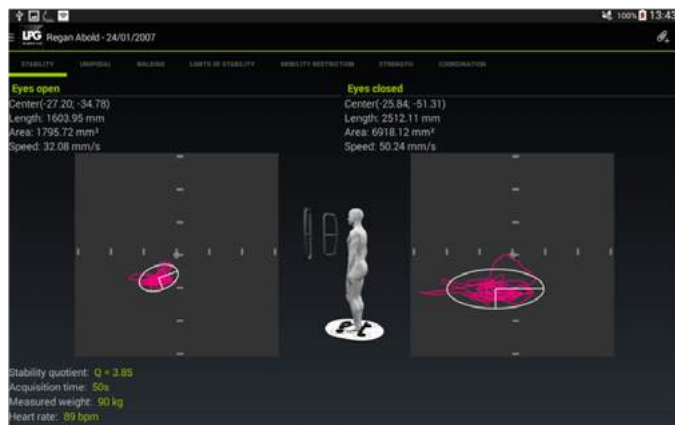 100% 13:43
LPG Regan Abold - 24/01/2007
STABILITY UNIPODAL WALKING LIMITS OF STABILITY MOBILITY RESTRICTION STRENGTH COORDINATION
Eyes open
Center(-27.20; -34.78)
Length: 1603.95 mm
Area: 1795.72 mm²
Speed: 32.08 mm/s
Eyes closed
Center(-25.84; -51.31)
Length: 2512.11 mm
Area: 6918.12 mm²
Speed: 50.24 mm/s
Stability quotient: Q = 3.85
Acquisition time: 50s
Measured weight: 90 kg
Heart rate: 89 bpm